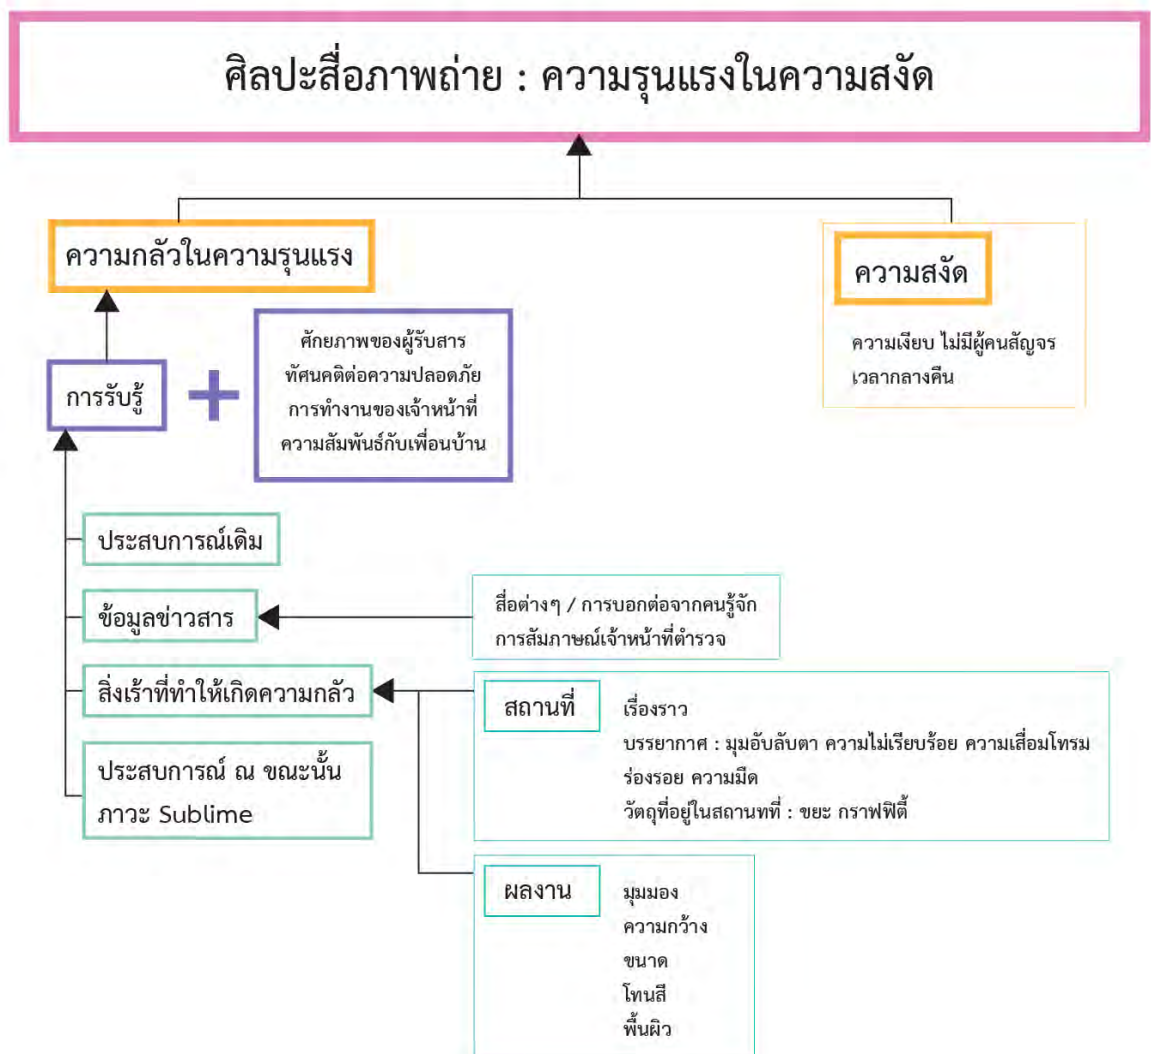 ศิลปะสื่อภาพถ่าย : ความรุนแรงในความสงัด
ความกลัวในความรุนแรง
ความสงัด
ความเงียบ ไม่มีผู้คนสัญจร
เวลากลางคืน
การรับรู้
ศักยภาพของผู้รับสาร
ทัศนคติต่อความปลอดภัย
การทำงานของเจ้าหน้าที่
ความสัมพันธ์กับเพื่อนบ้าน
ประสบการณ์เดิม
ข้อมูลข่าวสาร
สื่อต่างๆ / การบอกต่อจากคนรู้จัก
การสัมภาษณ์เจ้าหน้าที่ตำรวจ
สิ่งเร้าที่ทำให้เกิดความกลัว
ประสบการณ์ ณ ขณะนั้น
ภาวะ Sublime
สถานที่
เรื่องราว
บรรยากาศ : มุมอับลับตา ความไม่เรียบร้อย ความเสื่อมโทรม
ร่องรอย ความมืด
วัตถุที่อยู่ในสถานทที่ : ขยะ กราฟฟิตี้
ผลงาน
มุมมอง
ความกว้าง
ขนาด
โทนสี
พื้นผิว